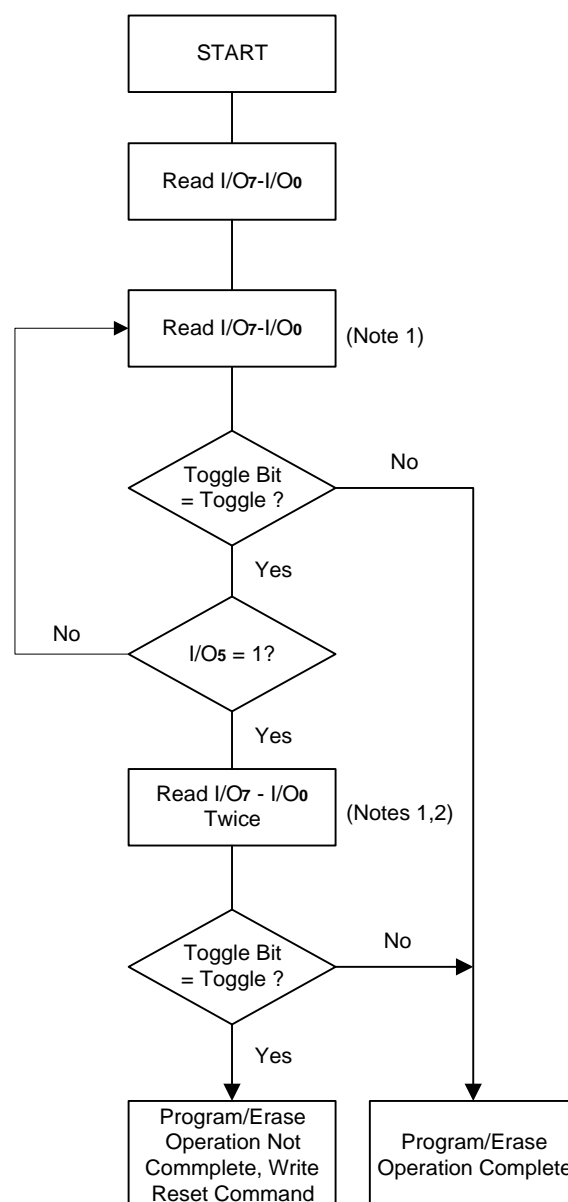 START
Read I/O7-I/O0
Read I/O7-I/O0
(Note 1)
Toggle Bit
= Toggle ?
No
Yes
I/O5 = 1?
No
Yes
Read I/O7 - I/O0
Twice
(Notes 1,2)
Toggle Bit
= Toggle ?
No
Yes
Program/Erase
Operation Not
Commplete, Write
Reset Command
Program/Erase
Operation Complete